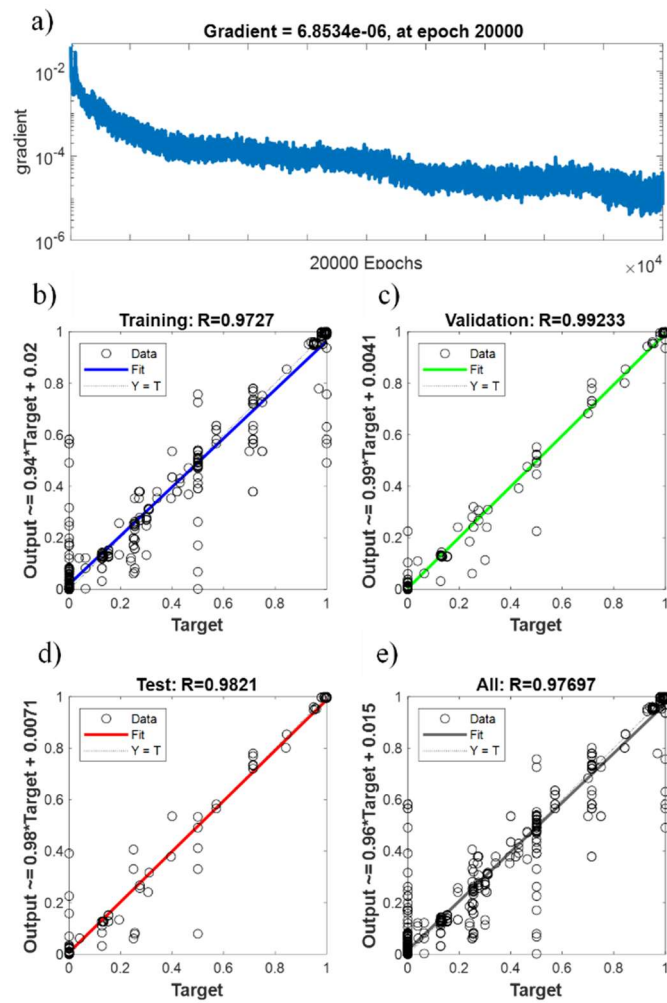 a)
Gradient = 6.8534e-06, at epoch 20000
gradient
10^-2
10^-4
10^-6
20000 Epochs
×10^4
b)
Training: R=0.9727
Output ~= 0.94*Target + 0.02
Data
Fit
Y = T
1
0.8
0.6
0.4
0.2
0
0 0.2 0.4 0.6 0.8 1
Target
c)
Validation: R=0.99233
Output ~= 0.99*Target + 0.0041
Data
Fit
Y = T
1
0.8
0.6
0.4
0.2
0
0 0.2 0.4 0.6 0.8 1
Target
d)
Test: R=0.9821
Output ~= 0.98*Target + 0.0071
Data
Fit
Y = T
1
0.8
0.6
0.4
0.2
0
0 0.2 0.4 0.6 0.8 1
Target
e)
All: R=0.97697
Output ~= 0.96*Target + 0.015
Data
Fit
Y = T
1
0.8
0.6
0.4
0.2
0
0 0.2 0.4 0.6 0.8 1
Target